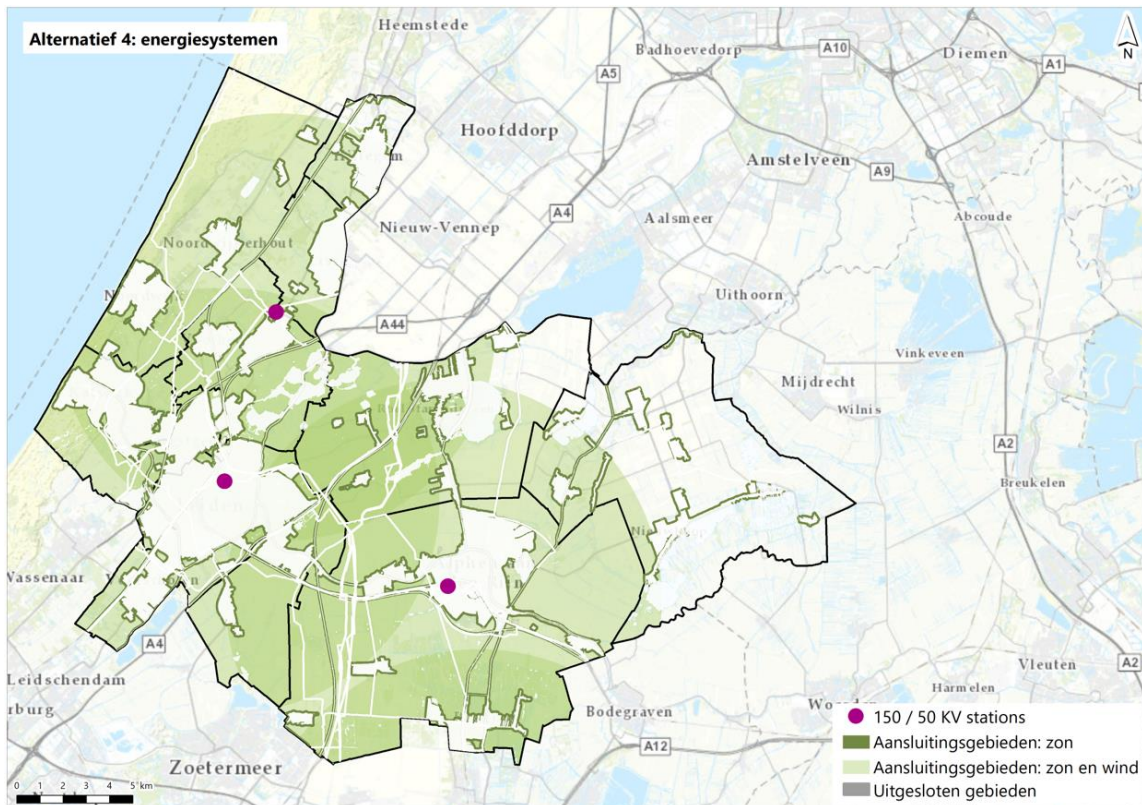 Alternatief 4: energiesystemen
Heemstede
Badhoevedorp
A10
Diemen
A1
N
A5
Hoofddorp
Amstelveen
A9
A4
Aalsmeer
Nieuw-Vennep
Abcoude
Uithoorn
A44
Vinkeveen
Mijdrecht
Wilnis
A2
Breukelen
Wassenaar
A4
Leidschendam
Vleuten
A2
Harmelen
Bodegraven
A12
Zoetermeer
150 / 50 KV stations
Aansluitingsgebieden: zon
Aansluitingsgebieden: zon en wind
Uitgesloten gebieden
0 1 2 3 4 5 km